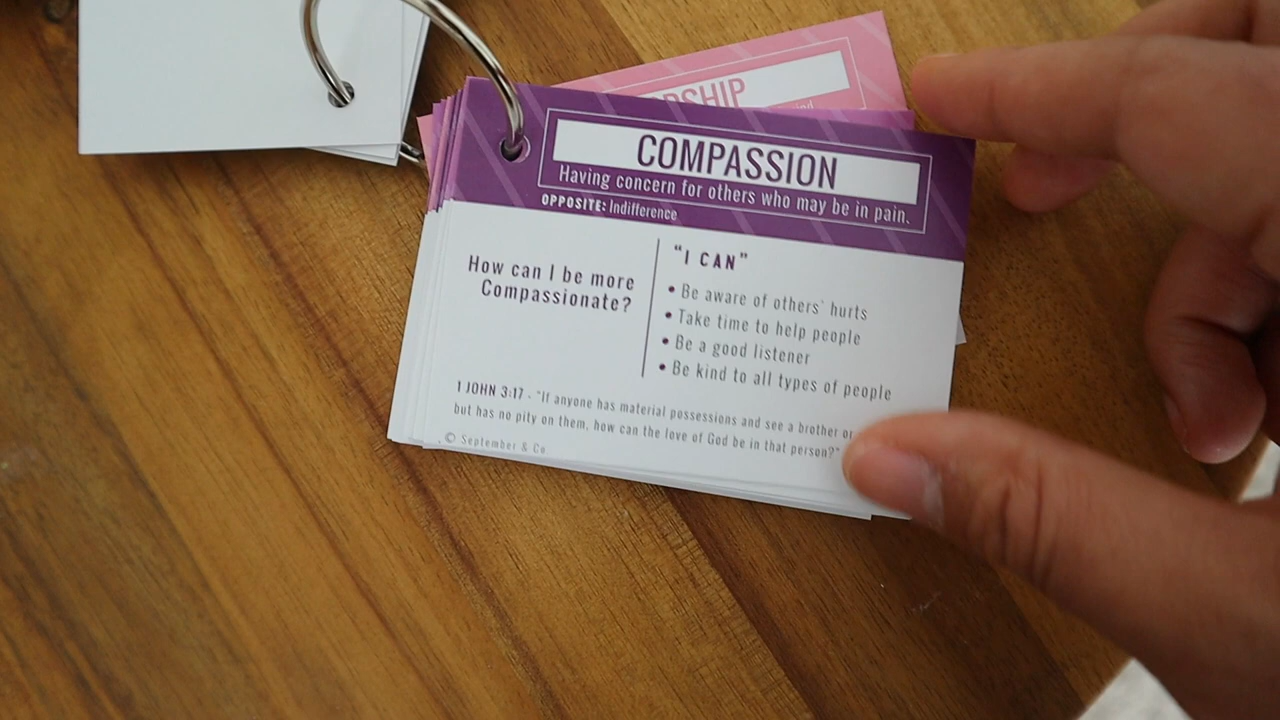 COMPASSION
Having concern for others who may be in pain.
OPPOSITE: Indifference
How can I be more
Compassionate?
"I CAN"
• Be aware of others' hurts
• Take time to help people
• Be a good listener
• Be kind to all types of people
1 JOHN 3:17 - "If anyone has material possessions and see a brother or
but has no pity on them, how can the love of God be in that person?"
© September & Co.